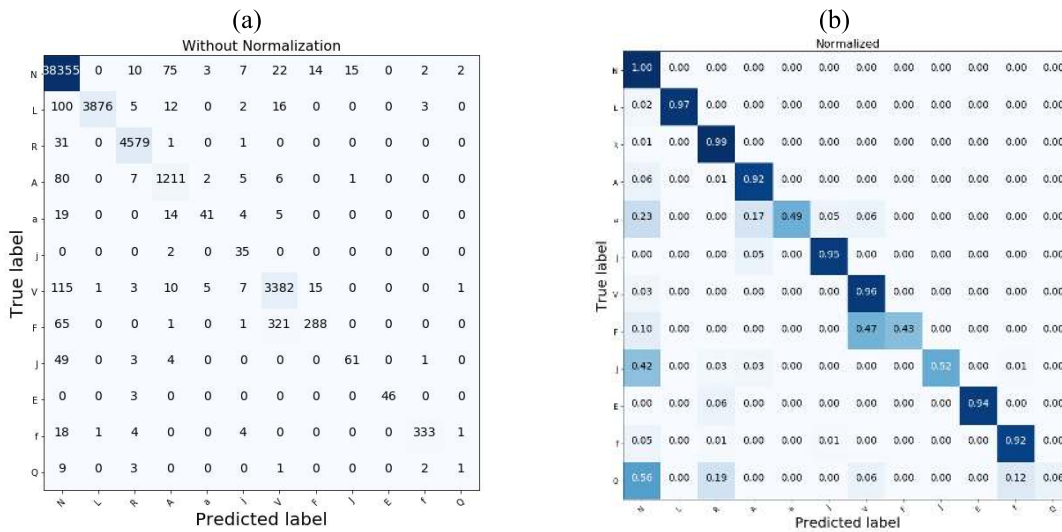 (a)
Without Normalization
N 38355 0 10 75 3 7 22 14 15 0 2 2
L 100 3876 5 12 0 2 16 0 0 0 3 0
R 31 0 4579 1 0 1 0 0 0 0 0 0
A 80 0 7 1211 2 5 6 0 1 0 0 0
a 19 0 0 14 41 4 5 0 0 0 0 0
j 0 0 0 2 0 35 0 0 0 0 0 0
V 115 1 3 10 5 7 3382 15 0 0 0 1
F 65 0 0 1 0 1 321 288 0 0 0 0
J 49 0 3 4 0 0 0 0 61 0 1 0
E 0 0 3 0 0 0 0 0 0 46 0 0
f 18 1 4 0 0 4 0 0 0 0 333 1
Q 9 0 3 0 0 0 1 0 0 0 2 1
N L R A a j V F J E f Q
True label
Predicted label
(b)
Normalized
N 1.00 0.00 0.00 0.00 0.00 0.00 0.00 0.00 0.00 0.00 0.00 0.00
L 0.02 0.97 0.00 0.00 0.00 0.00 0.00 0.00 0.00 0.00 0.00 0.00
R 0.01 0.00 0.99 0.00 0.00 0.00 0.00 0.00 0.00 0.00 0.00 0.00
A 0.06 0.00 0.01 0.92 0.00 0.00 0.00 0.00 0.00 0.00 0.00 0.00
a 0.23 0.00 0.00 0.17 0.49 0.05 0.06 0.00 0.00 0.00 0.00 0.00
j 0.00 0.00 0.00 0.05 0.00 0.95 0.00 0.00 0.00 0.00 0.00 0.00
V 0.03 0.00 0.00 0.00 0.00 0.00 0.96 0.00 0.00 0.00 0.00 0.00
F 0.10 0.00 0.00 0.00 0.00 0.00 0.47 0.43 0.00 0.00 0.00 0.00
J 0.42 0.00 0.03 0.03 0.00 0.00 0.00 0.00 0.52 0.00 0.01 0.00
E 0.00 0.00 0.06 0.00 0.00 0.00 0.00 0.00 0.00 0.94 0.00 0.00
f 0.05 0.00 0.01 0.00 0.00 0.01 0.00 0.00 0.00 0.00 0.92 0.00
Q 0.56 0.00 0.19 0.00 0.00 0.00 0.06 0.00 0.00 0.00 0.12 0.06
N L R A a j V F J E f Q
True label
Predicted label